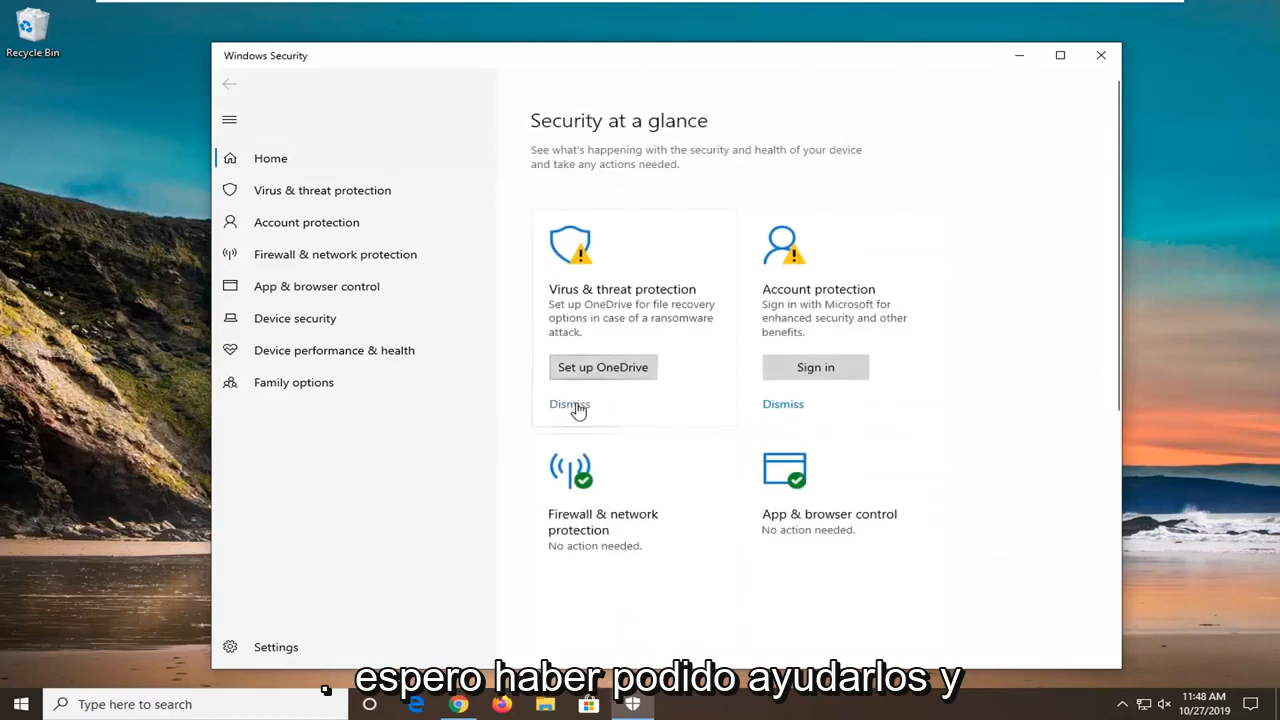 Recycle Bin
Windows Security
Home
Virus & threat protection
Account protection
Firewall & network protection
App & browser control
Device security
Device performance & health
Family options
Settings
Security at a glance
See what's happening with the security and health of your device
and take any actions needed.
Virus & threat protection
Set up OneDrive for file recovery
options in case of a ransomware
attack.
Set up OneDrive
Dismiss
Account protection
Sign in with Microsoft for
enhanced security and other
benefits.
Sign in
Dismiss
Firewall & network
protection
No action needed.
App & browser control
No action needed.
espero haber podido ayudarlos y
Type here to search
11:48 AM
10/27/2019